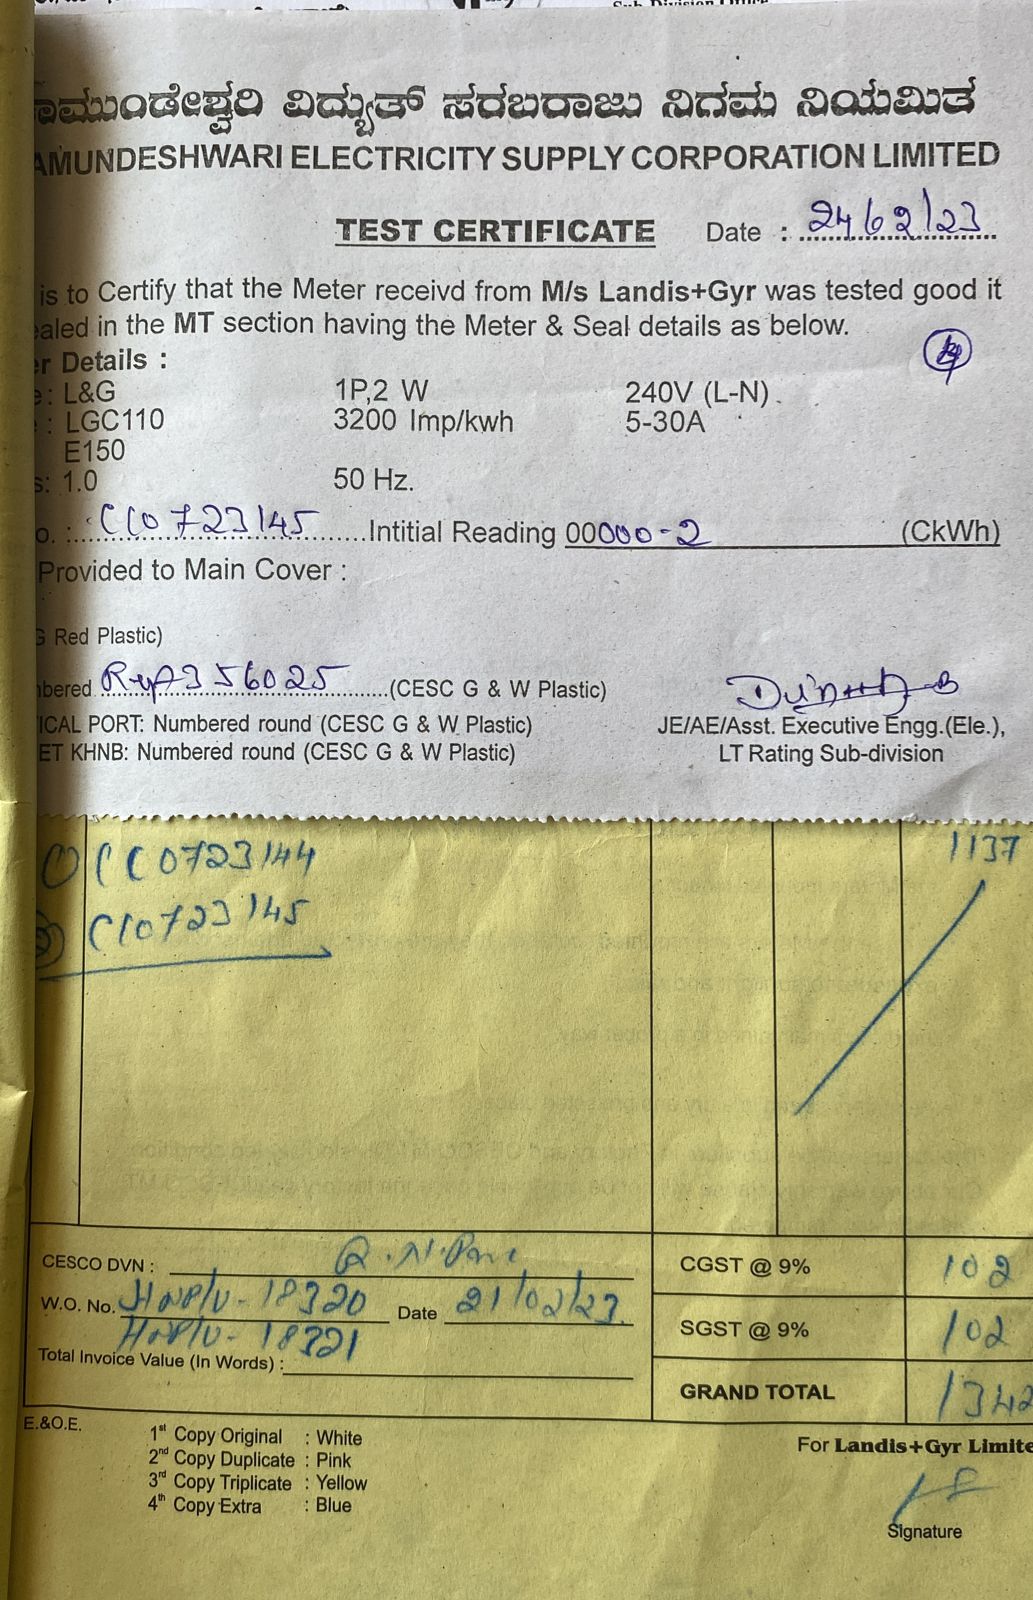 ಾಮುಂಡೇಶ್ವರಿ ವಿದ್ಯುತ್ ಸರಬರಾಜು ನಿಗಮ ನಿಯಮಿತ
AMUNDESHWARI ELECTRICITY SUPPLY CORPORATION LIMITED
TEST CERTIFICATE Date :
is to Certify that the Meter receivd from M/s Landis+Gyr was tested good it
ealed in the MT section having the Meter & Seal details as below.
er Details :
: L&G 1P,2 W 240V (L-N)
: LGC110 3200 Imp/kwh 5-30A
E150
s: 1.0 50 Hz.
o. : CC0723145 Intitial Reading 00000-2 (CkWh)
Provided to Main Cover :
G Red Plastic)
bered 356025 (CESC G & W Plastic)
ICAL PORT: Numbered round (CESC G & W Plastic) JE/AE/Asst. Executive Engg.(Ele.),
ET KHNB: Numbered round (CESC G & W Plastic) LT Rating Sub-division
CC0723144 1137
CC0723145
CESCO DVN : CGST @ 9% 102
W.O. No. 18320 Date 21/02/23
18321 SGST @ 9% 102
Total Invoice Value (In Words) :
GRAND TOTAL 1342
E.&O.E.
1st Copy Original : White
2nd Copy Duplicate : Pink
3rd Copy Triplicate : Yellow
4th Copy Extra : Blue
For Landis+Gyr Limite
Signature